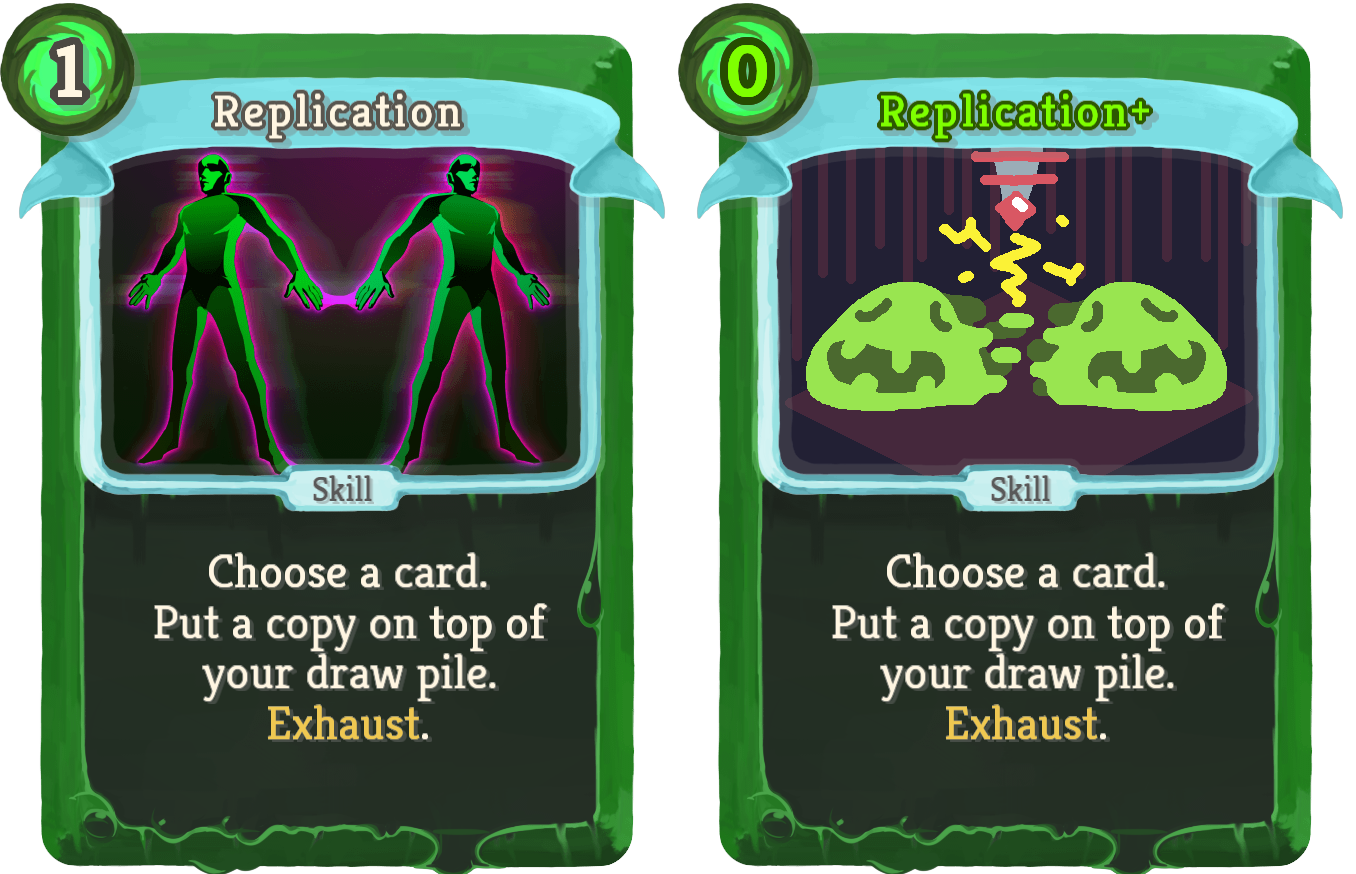 1
Replication
Skill
Choose a card.
Put a copy on top of
your draw pile.
Exhaust.
0
Replication+
Skill
Choose a card.
Put a copy on top of
your draw pile.
Exhaust.